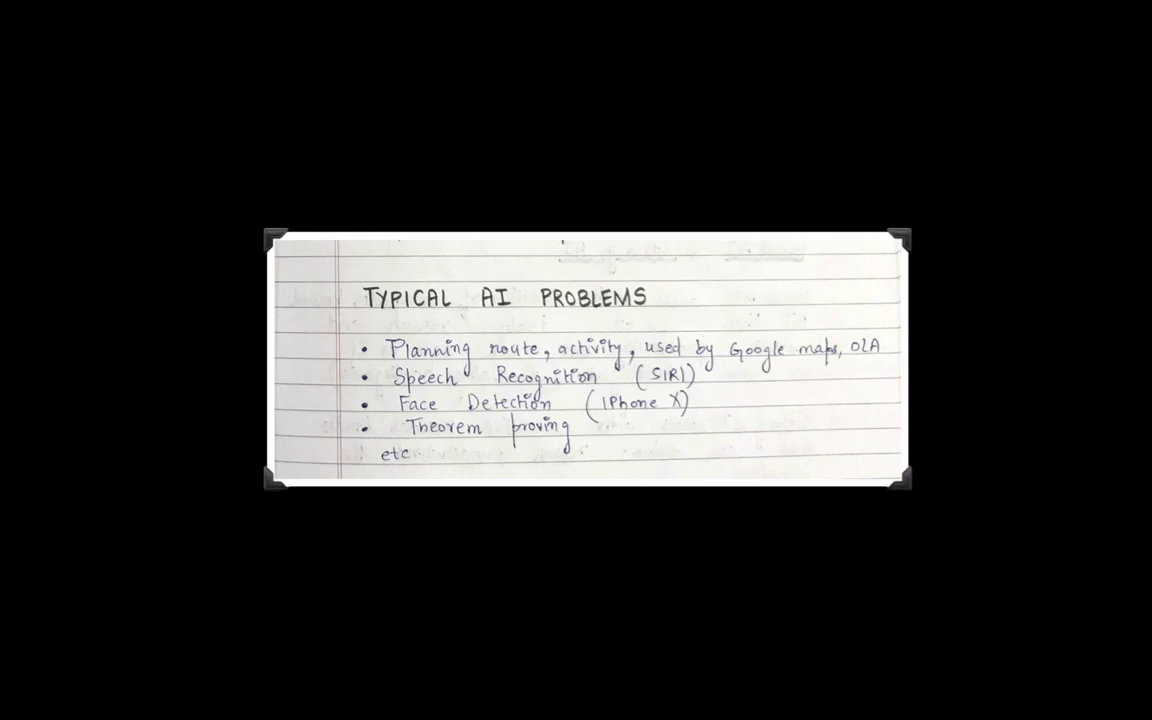 TYPICAL AI PROBLEMS
• Planning route, activity, used by Google maps, OLA
• Speech Recognition (SIRI)
• Face Detection (IPhone X)
• Theorem proving
etc.